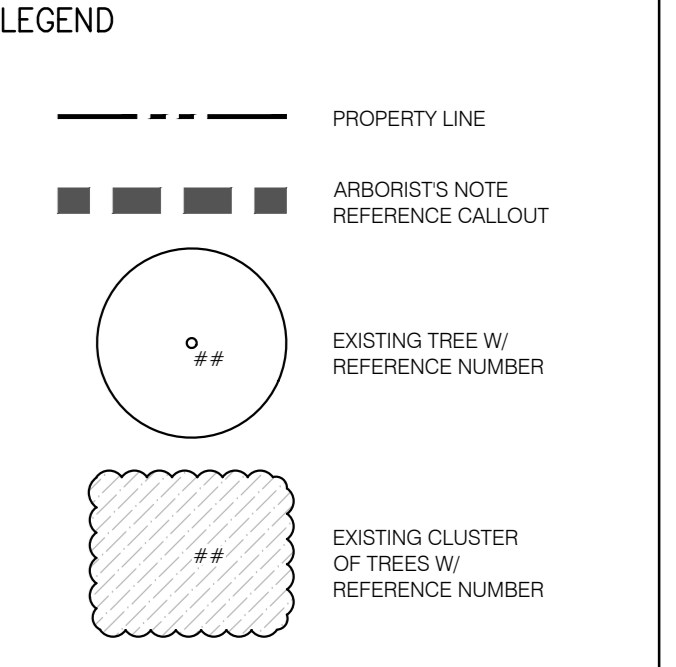 LEGEND
PROPERTY LINE
ARBORIST'S NOTE
REFERENCE CALLOUT
##
EXISTING TREE W/
REFERENCE NUMBER
##
EXISTING CLUSTER
OF TREES W/
REFERENCE NUMBER